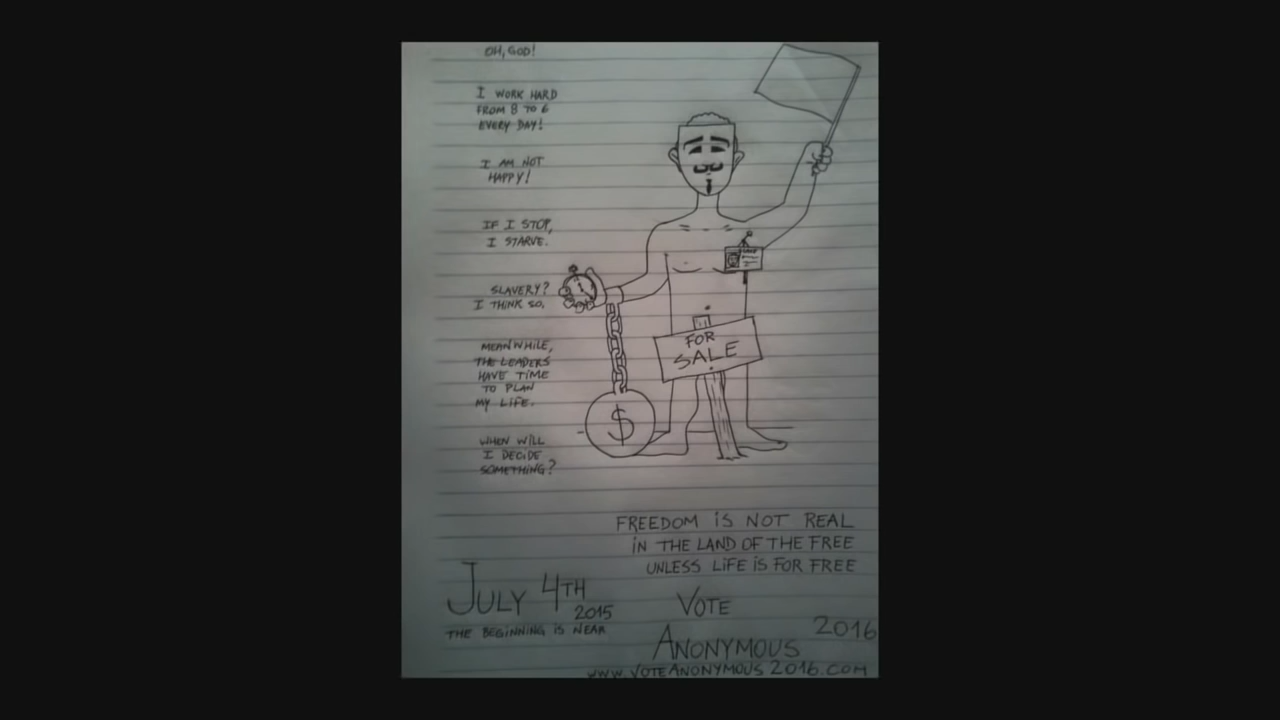 OH, GOD!
I WORK HARD
FROM 8 TO 6
EVERY DAY!
I AM NOT
HAPPY!
IF I STOP,
I STARVE.
SLAVERY?
I THINK SO.
MEANWHILE,
THE LEADERS
HAVE TIME
TO PLAN
MY LIFE.
WHEN WILL
I DECIDE
SOMETHING?
FOR
SALE
$
FREEDOM iS NOT REAL
iN THE LAND OF THE FREE
UNLESS LiFE iS FOR FREE
JULY 4TH
2015
THE BEGiNNiNG iS NEAR
VOTE
ANONYMOUS
2016
WWW.VOTEANONYMOUS2016.COM